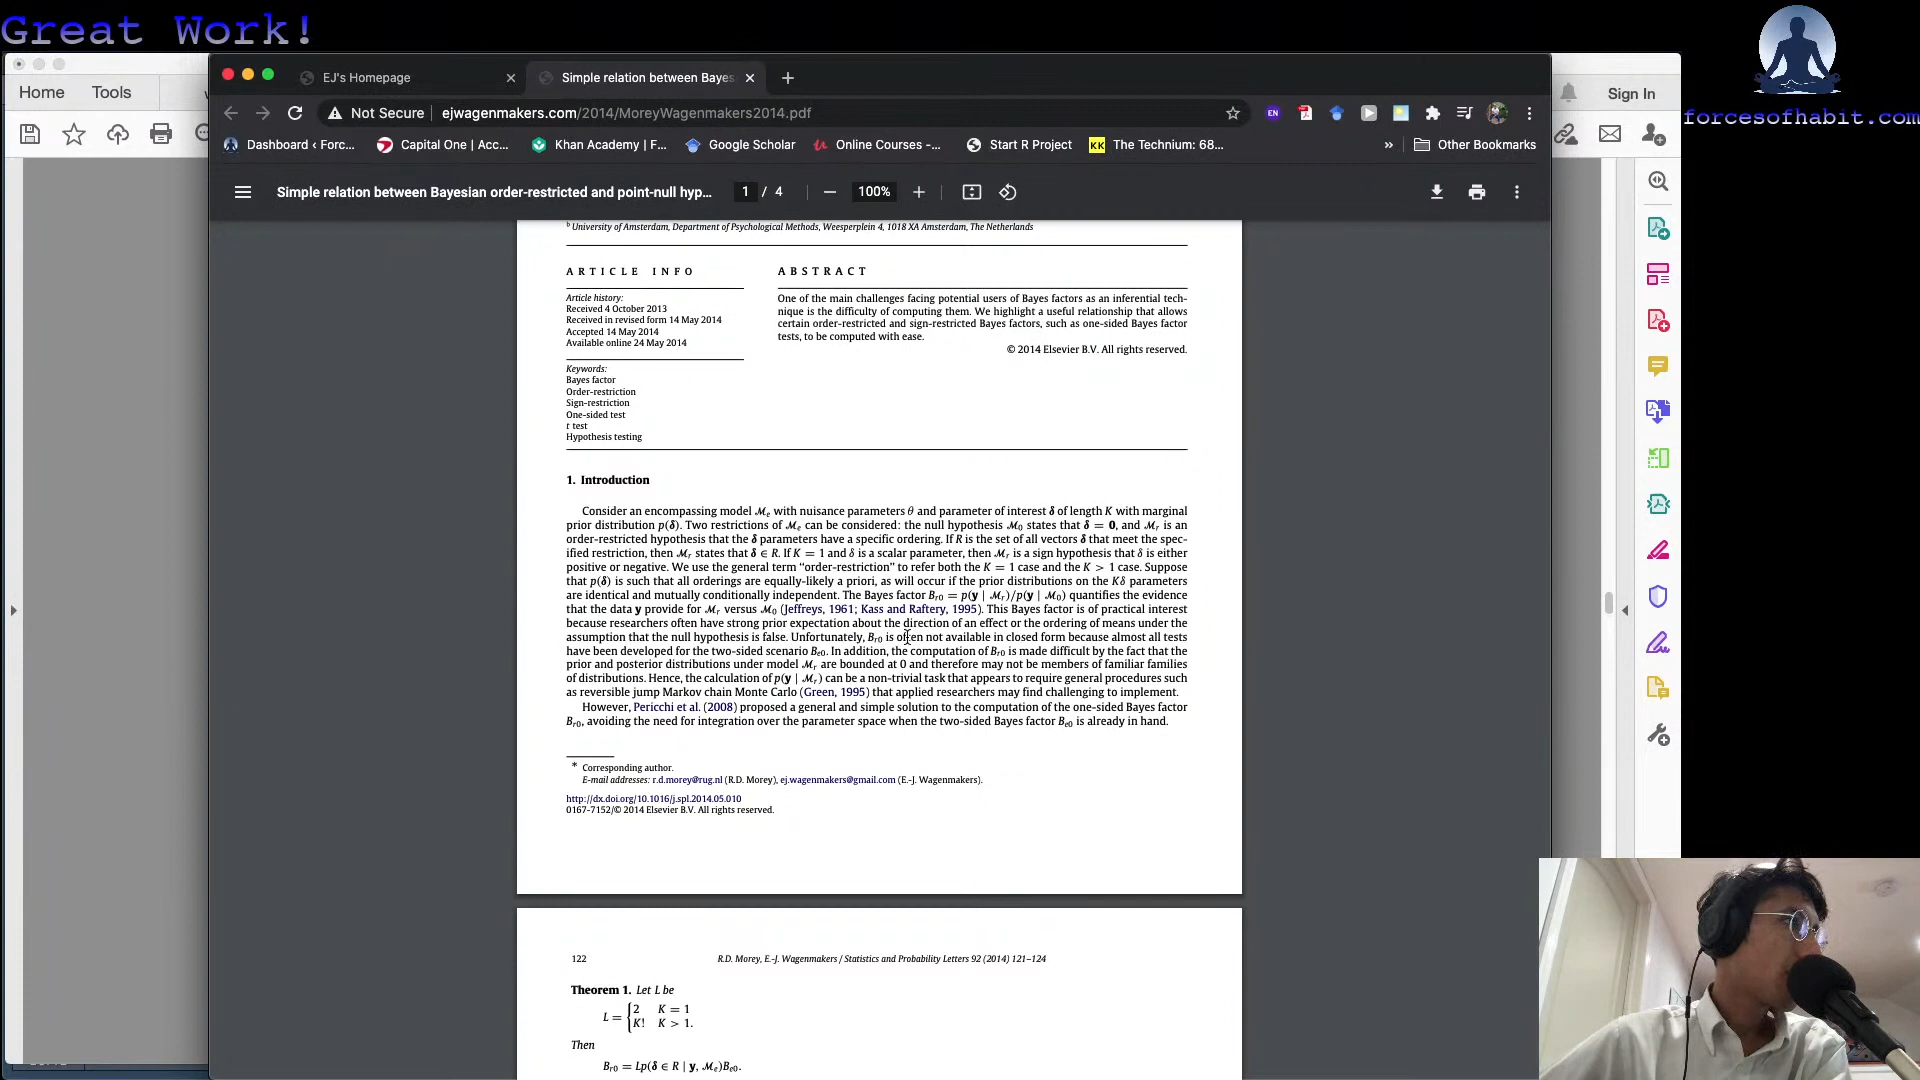 Great Work!
forcesofhabit.com
Home Tools
Sign In
EJ's Homepage
Simple relation between Bayes
Not Secure ejwagenmakers.com/2014/MoreyWagenmakers2014.pdf
EN
Dashboard ‹ Forc...
Capital One | Acc...
Khan Academy | F...
Google Scholar
Online Courses -...
Start R Project
KK The Technium: 68...
» Other Bookmarks
Simple relation between Bayesian order-restricted and point-null hyp... 1 / 4 100%
b University of Amsterdam, Department of Psychological Methods, Weesperplein 4, 1018 XA Amsterdam, The Netherlands
ARTICLE INFO
Article history:
Received 4 October 2013
Received in revised form 14 May 2014
Accepted 14 May 2014
Available online 24 May 2014
Keywords:
Bayes factor
Order-restriction
Sign-restriction
One-sided test
t test
Hypothesis testing
ABSTRACT
One of the main challenges facing potential users of Bayes factors as an inferential tech-
nique is the difficulty of computing them. We highlight a useful relationship that allows
certain order-restricted and sign-restricted Bayes factors, such as one-sided Bayes factor
tests, to be computed with ease.
© 2014 Elsevier B.V. All rights reserved.
1. Introduction
Consider an encompassing model ℳe with nuisance parameters θ and parameter of interest δ of length K with marginal
prior distribution p(δ). Two restrictions of ℳe can be considered: the null hypothesis ℳ0 states that δ = 0, and ℳr is an
order-restricted hypothesis that the δ parameters have a specific ordering. If R is the set of all vectors δ that meet the spec-
ified restriction, then ℳr states that δ ∈ R. If K = 1 and δ is a scalar parameter, then ℳr is a sign hypothesis that δ is either
positive or negative. We use the general term “order-restriction” to refer both the K = 1 case and the K > 1 case. Suppose
that p(δ) is such that all orderings are equally-likely a priori, as will occur if the prior distributions on the Kδ parameters
are identical and mutually conditionally independent. The Bayes factor Br0 = p(y | ℳr)/p(y | ℳ0) quantifies the evidence
that the data y provide for ℳr versus ℳ0 (Jeffreys, 1961; Kass and Raftery, 1995). This Bayes factor is of practical interest
because researchers often have strong prior expectation about the direction of an effect or the ordering of means under the
assumption that the null hypothesis is false. Unfortunately, Br0 is often not available in closed form because almost all tests
have been developed for the two-sided scenario Be0. In addition, the computation of Br0 is made difficult by the fact that the
prior and posterior distributions under model ℳr are bounded at 0 and therefore may not be members of familiar families
of distributions. Hence, the calculation of p(y | ℳr) can be a non-trivial task that appears to require general procedures such
as reversible jump Markov chain Monte Carlo (Green, 1995) that applied researchers may find challenging to implement.
However, Pericchi et al. (2008) proposed a general and simple solution to the computation of the one-sided Bayes factor
Br0, avoiding the need for integration over the parameter space when the two-sided Bayes factor Be0 is already in hand.
* Corresponding author.
E-mail addresses: r.d.morey@rug.nl (R.D. Morey), ej.wagenmakers@gmail.com (E.-J. Wagenmakers).
http://dx.doi.org/10.1016/j.spl.2014.05.010
0167-7152/© 2014 Elsevier B.V. All rights reserved.
122 R.D. Morey, E.-J. Wagenmakers / Statistics and Probability Letters 92 (2014) 121–124
Theorem 1. Let L be
L = {2 K = 1
K! K > 1.
Then
Br0 = Lp(δ ∈ R | y, ℳe)Be0.